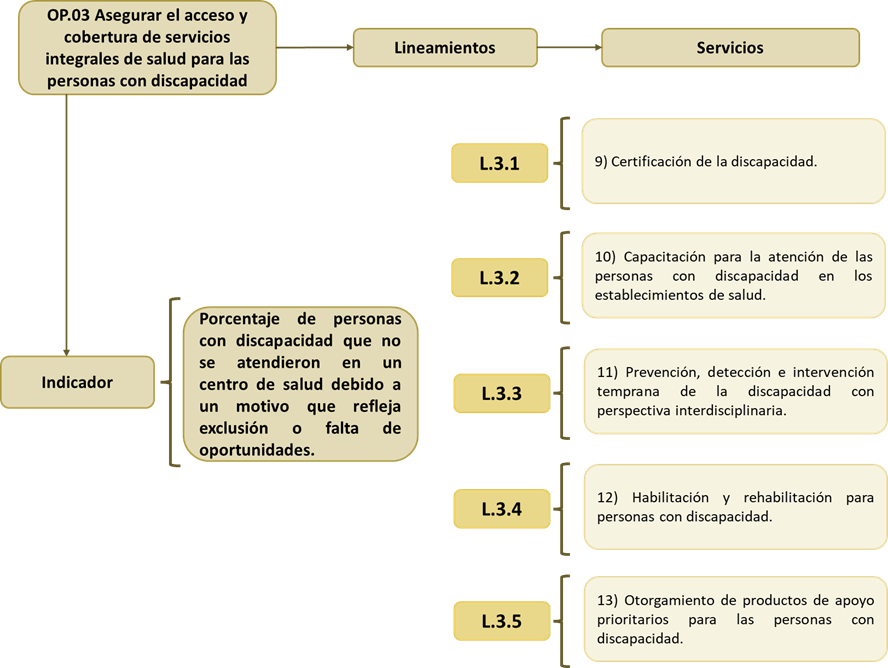 OP.03 Asegurar el acceso y
cobertura de servicios
integrales de salud para las
personas con discapacidad
Lineamientos
Servicios
L.3.1
9) Certificación de la discapacidad.
L.3.2
10) Capacitación para la atención de las
personas con discapacidad en los
establecimientos de salud.
Indicador
Porcentaje de personas
con discapacidad que no
se atendieron en un
centro de salud debido a
un motivo que refleja
exclusión o falta de
oportunidades.
L.3.3
11) Prevención, detección e intervención
temprana de la discapacidad con
perspectiva interdisciplinaria.
L.3.4
12) Habilitación y rehabilitación para
personas con discapacidad.
L.3.5
13) Otorgamiento de productos de apoyo
prioritarios para las personas con
discapacidad.